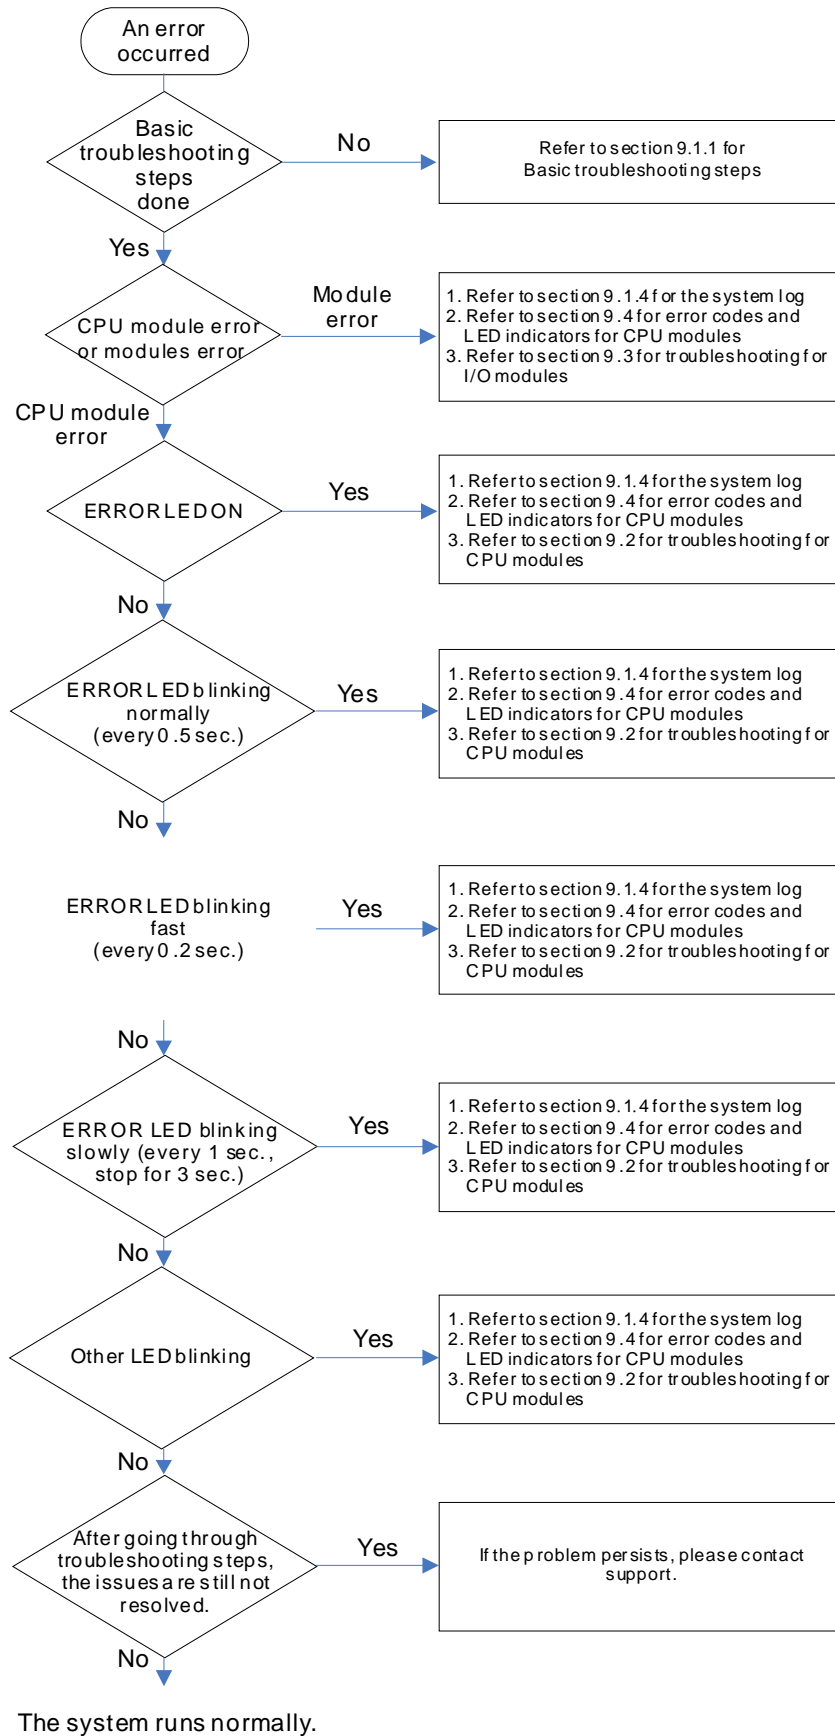 An error
occurred
Basic
troubleshooting
steps
done
No
Refer to section 9.1.1 for
Basic troubleshooting steps
Yes
CPU module error
or modules error
Module
error
1. Refer to section 9.1.4 for the system log
2. Refer to section 9.4 for error codes and
LED indicators for CPU modules
3. Refer to section 9.3 for troubleshooting for
I/O modules
CPU module
error
ERROR LED ON
Yes
1. Refer to section 9.1.4 for the system log
2. Refer to section 9.4 for error codes and
LED indicators for CPU modules
3. Refer to section 9.2 for troubleshooting for
CPU modules
No
ERROR LED blinking
normally
(every 0.5 sec.)
Yes
1. Refer to section 9.1.4 for the system log
2. Refer to section 9.4 for error codes and
LED indicators for CPU modules
3. Refer to section 9.2 for troubleshooting for
CPU modules
No
ERROR LED blinking
fast
(every 0.2 sec.)
Yes
1. Refer to section 9.1.4 for the system log
2. Refer to section 9.4 for error codes and
LED indicators for CPU modules
3. Refer to section 9.2 for troubleshooting for
CPU modules
No
ERROR LED blinking
slowly (every 1 sec.,
stop for 3 sec.)
Yes
1. Refer to section 9.1.4 for the system log
2. Refer to section 9.4 for error codes and
LED indicators for CPU modules
3. Refer to section 9.2 for troubleshooting for
CPU modules
No
Other LED blinking
Yes
1. Refer to section 9.1.4 for the system log
2. Refer to section 9.4 for error codes and
LED indicators for CPU modules
3. Refer to section 9.2 for troubleshooting for
CPU modules
No
After going through
troubleshooting steps,
the issues are still not
resolved.
Yes
If the problem persists, please contact
support.
No
The system runs normally.